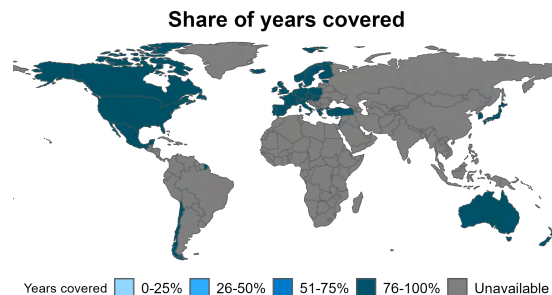 Share of years covered
Years covered 0-25% 26-50% 51-75% 76-100% Unavailable